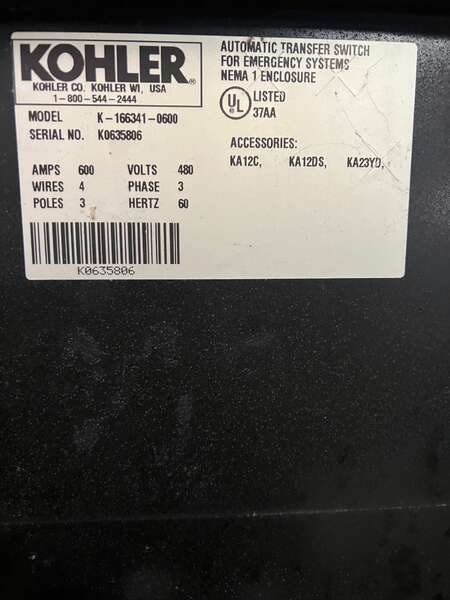 KOHLER®
KOHLER CO. KOHLER WI, USA
1-800-544-2444
AUTOMATIC TRANSFER SWITCH
FOR EMERGENCY SYSTEMS
NEMA 1 ENCLOSURE
UL LISTED
37AA
MODEL K-166341-0600
SERIAL NO. K0635806
ACCESSORIES:
KA12C, KA12DS, KA23YD,
AMPS 600 VOLTS 480
WIRES 4 PHASE 3
POLES 3 HERTZ 60
K0635806